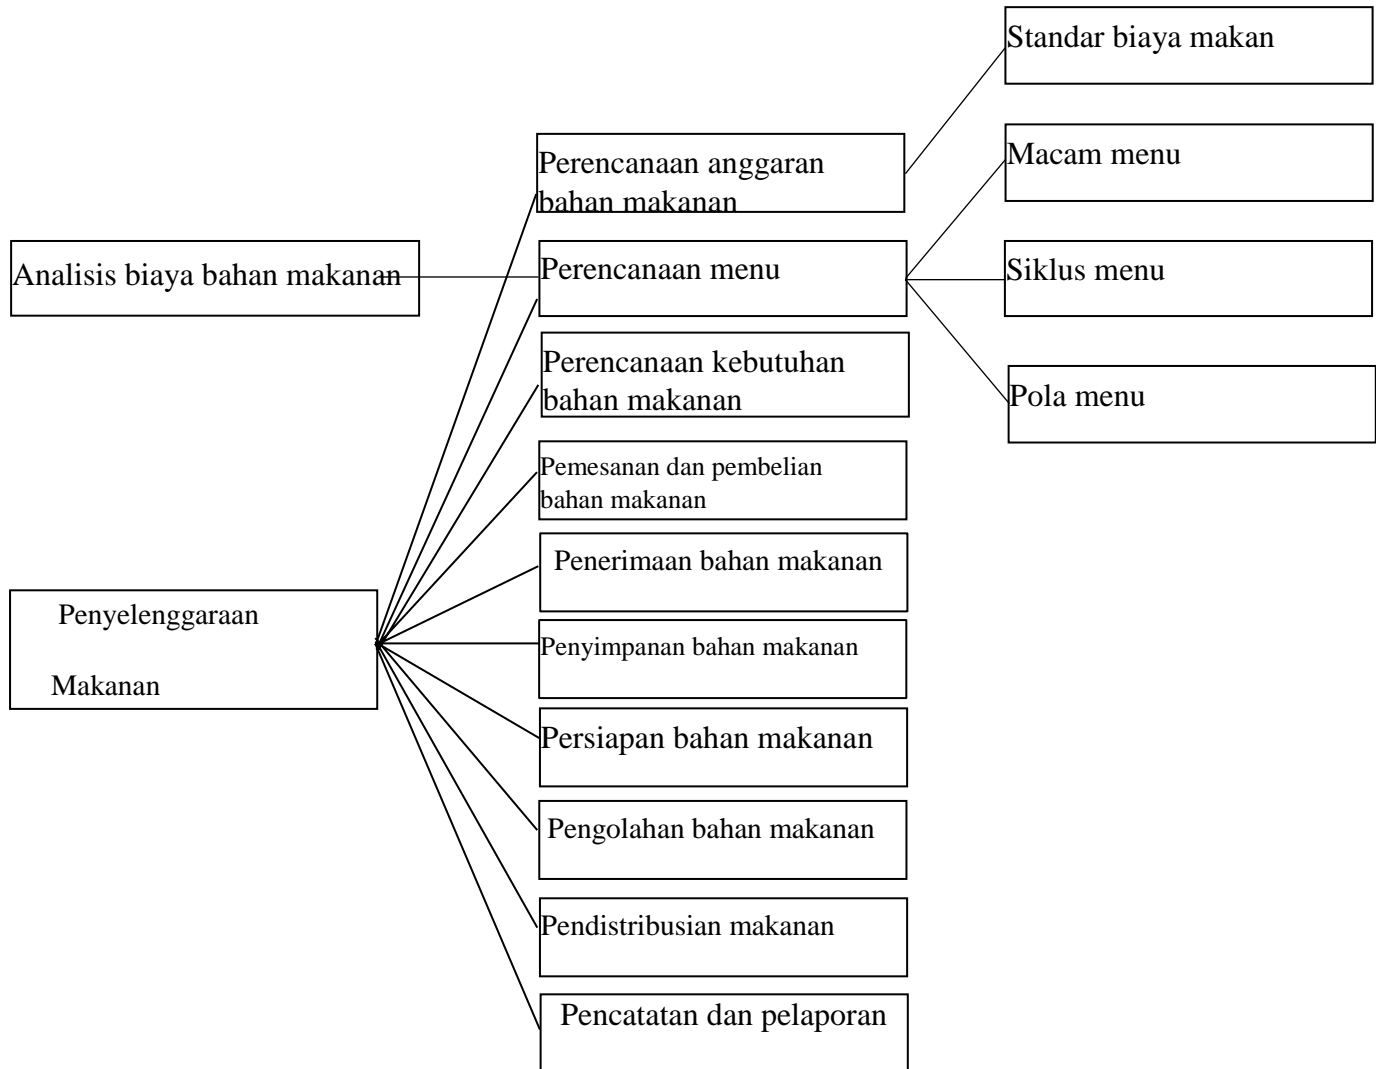 Standar biaya makan
Macam menu
Perencanaan anggaran
bahan makanan
Analisis biaya bahan makanan
Perencanaan menu
Siklus menu
Perencanaan kebutuhan
bahan makanan
Pola menu
Pemesanan dan pembelian
bahan makanan
Penerimaan bahan makanan
Penyelenggaraan
Makanan
Penyimpanan bahan makanan
Persiapan bahan makanan
Pengolahan bahan makanan
Pendistribusian makanan
Pencatatan dan pelaporan